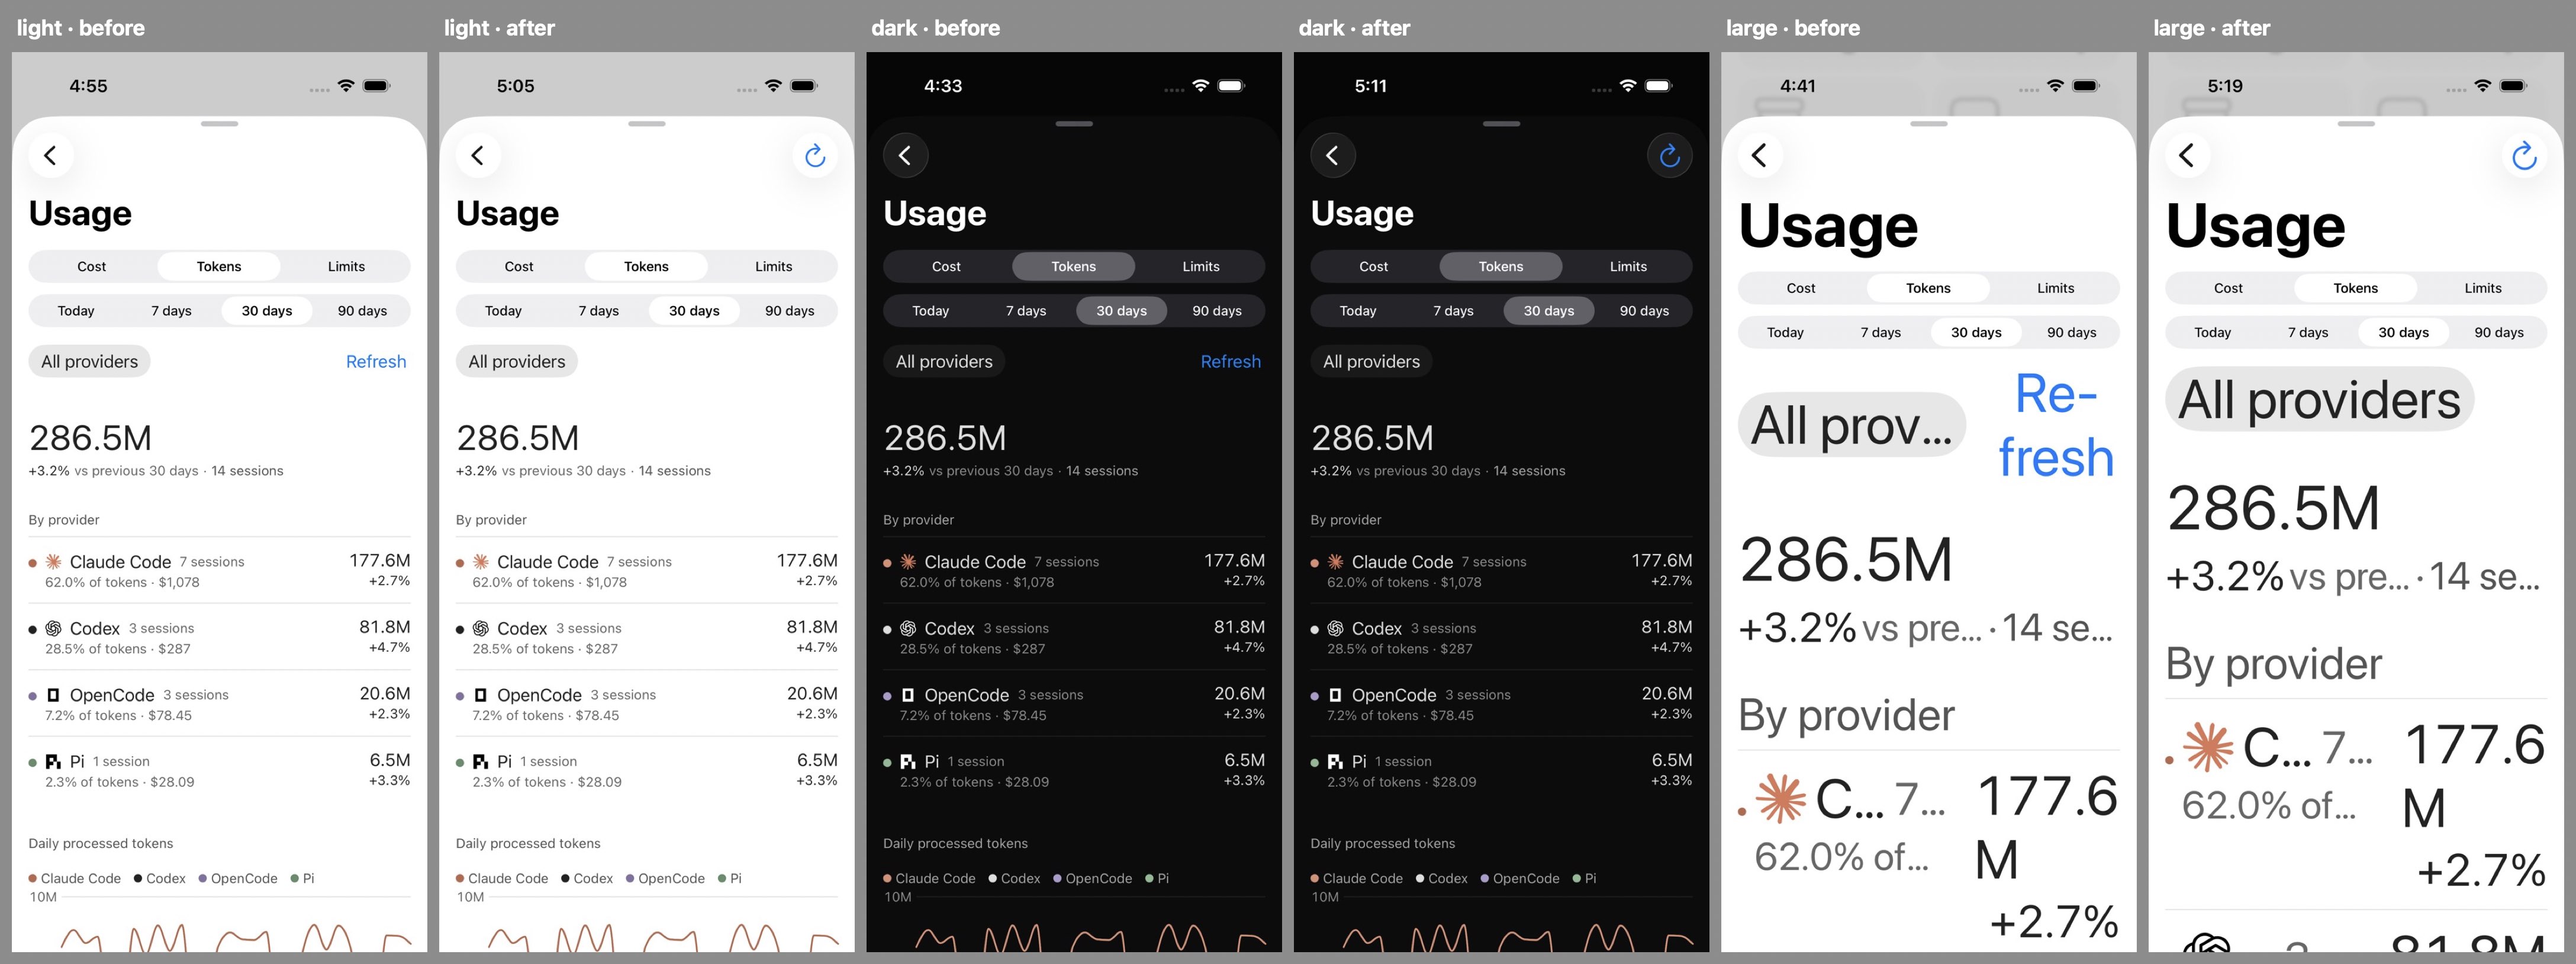 light · before
4:55
Usage
Cost Tokens Limits
Today 7 days 30 days 90 days
All providers Refresh
286.5M
+3.2% vs previous 30 days · 14 sessions
By provider
Claude Code 7 sessions 177.6M
62.0% of tokens · $1,078 +2.7%
Codex 3 sessions 81.8M
28.5% of tokens · $287 +4.7%
OpenCode 3 sessions 20.6M
7.2% of tokens · $78.45 +2.3%
Pi 1 session 6.5M
2.3% of tokens · $28.09 +3.3%
Daily processed tokens
Claude Code Codex OpenCode Pi
10M
light · after
5:05
Usage
Cost Tokens Limits
Today 7 days 30 days 90 days
All providers
286.5M
+3.2% vs previous 30 days · 14 sessions
By provider
Claude Code 7 sessions 177.6M
62.0% of tokens · $1,078 +2.7%
Codex 3 sessions 81.8M
28.5% of tokens · $287 +4.7%
OpenCode 3 sessions 20.6M
7.2% of tokens · $78.45 +2.3%
Pi 1 session 6.5M
2.3% of tokens · $28.09 +3.3%
Daily processed tokens
Claude Code Codex OpenCode Pi
10M
dark · before
4:33
Usage
Cost Tokens Limits
Today 7 days 30 days 90 days
All providers Refresh
286.5M
+3.2% vs previous 30 days · 14 sessions
By provider
Claude Code 7 sessions 177.6M
62.0% of tokens · $1,078 +2.7%
Codex 3 sessions 81.8M
28.5% of tokens · $287 +4.7%
OpenCode 3 sessions 20.6M
7.2% of tokens · $78.45 +2.3%
Pi 1 session 6.5M
2.3% of tokens · $28.09 +3.3%
Daily processed tokens
Claude Code Codex OpenCode Pi
10M
dark · after
5:11
Usage
Cost Tokens Limits
Today 7 days 30 days 90 days
All providers
286.5M
+3.2% vs previous 30 days · 14 sessions
By provider
Claude Code 7 sessions 177.6M
62.0% of tokens · $1,078 +2.7%
Codex 3 sessions 81.8M
28.5% of tokens · $287 +4.7%
OpenCode 3 sessions 20.6M
7.2% of tokens · $78.45 +2.3%
Pi 1 session 6.5M
2.3% of tokens · $28.09 +3.3%
Daily processed tokens
Claude Code Codex OpenCode Pi
10M
large · before
4:41
Usage
Cost Tokens Limits
Today 7 days 30 days 90 days
All prov... Re-
fresh
286.5M
+3.2% vs pre... · 14 se...
By provider
C... 7... 177.6
M
62.0% of...
+2.7%
large · after
5:19
Usage
Cost Tokens Limits
Today 7 days 30 days 90 days
All providers
286.5M
+3.2% vs pre... · 14 se...
By provider
C... 7... 177.6
M
62.0% of...
+2.7%
81.8M